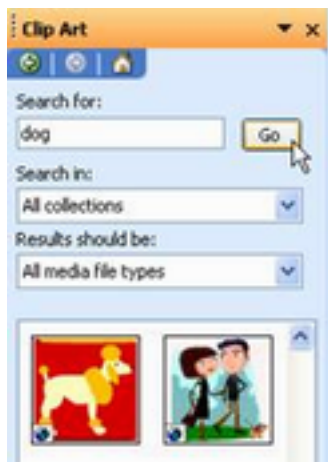 Clip Art
Search for:
dog
Go
Search in:
All collections
Results should be:
All media file types